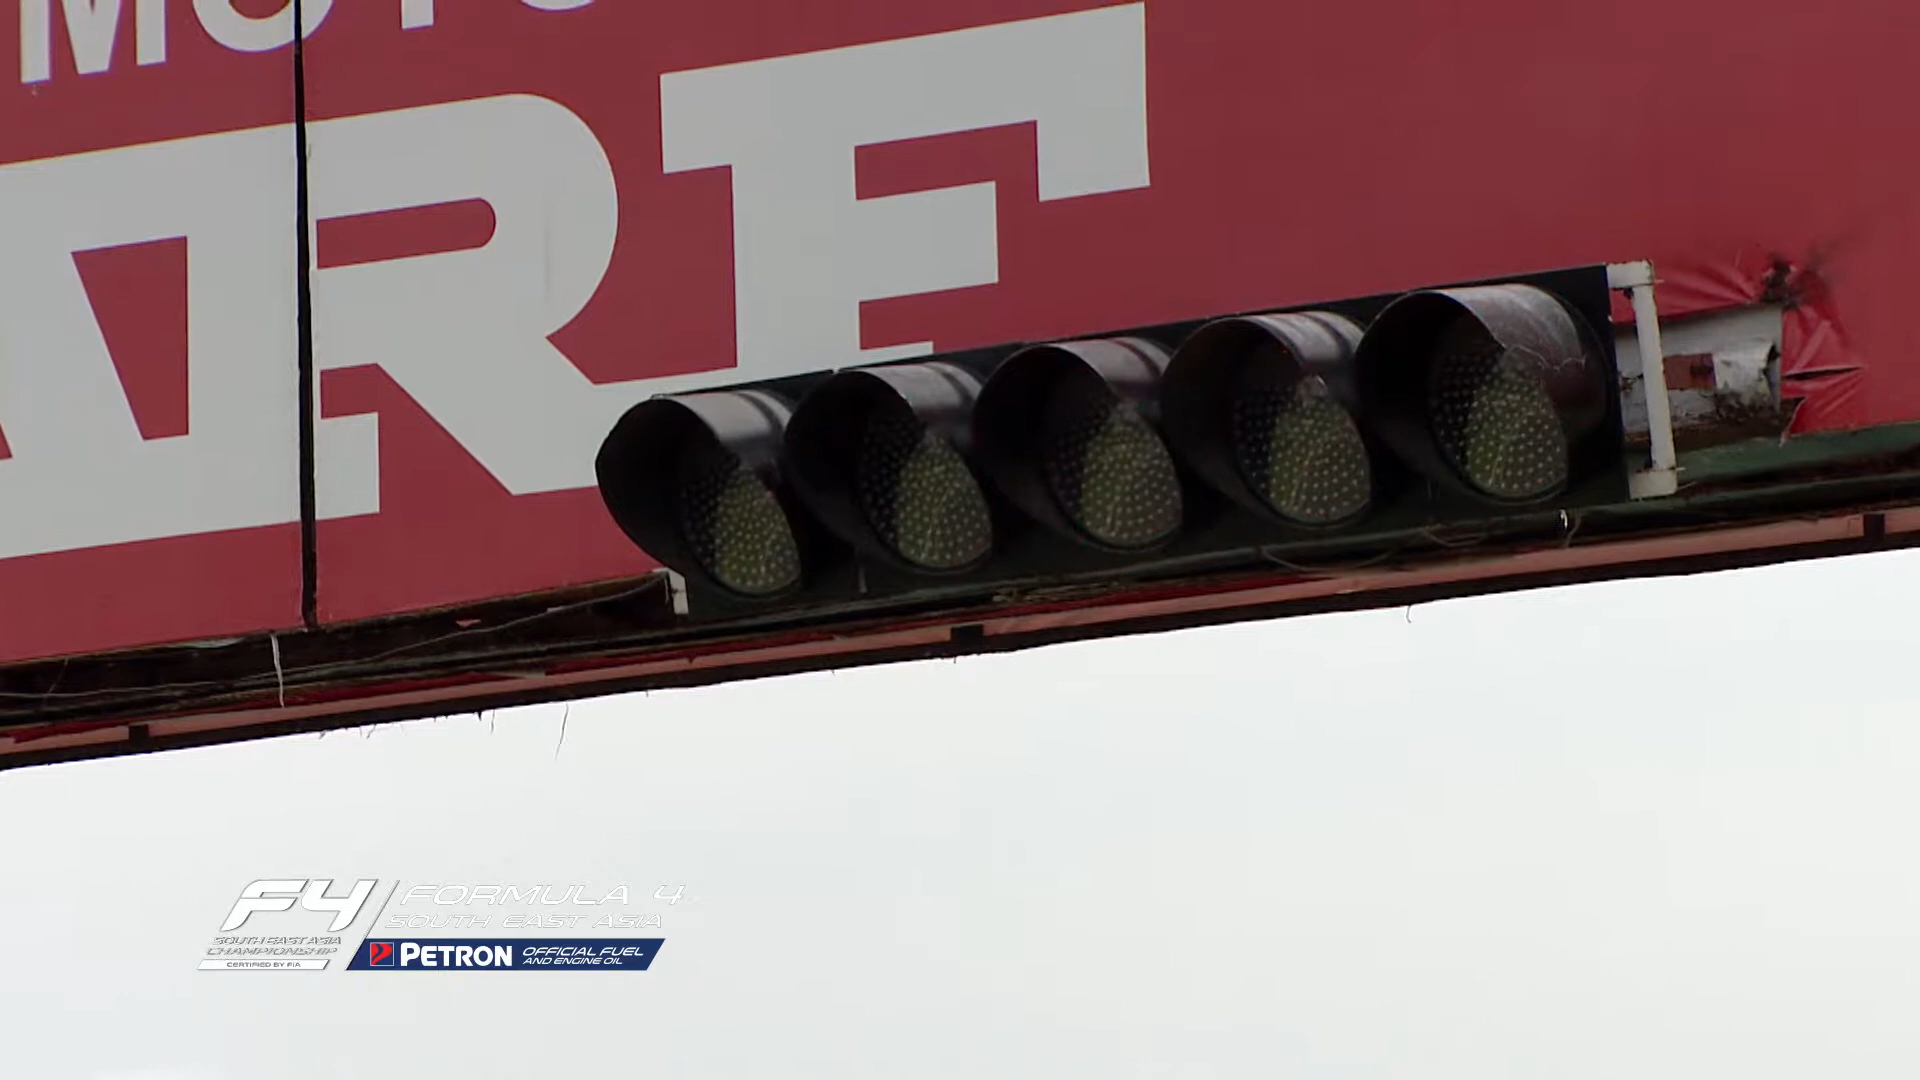 MOTO
ARF
F4
SOUTH EAST ASIA
CHAMPIONSHIP
CERTIFIED BY FIA
FORMULA 4
SOUTH EAST ASIA
PETRON
OFFICIAL FUEL
AND ENGINE OIL